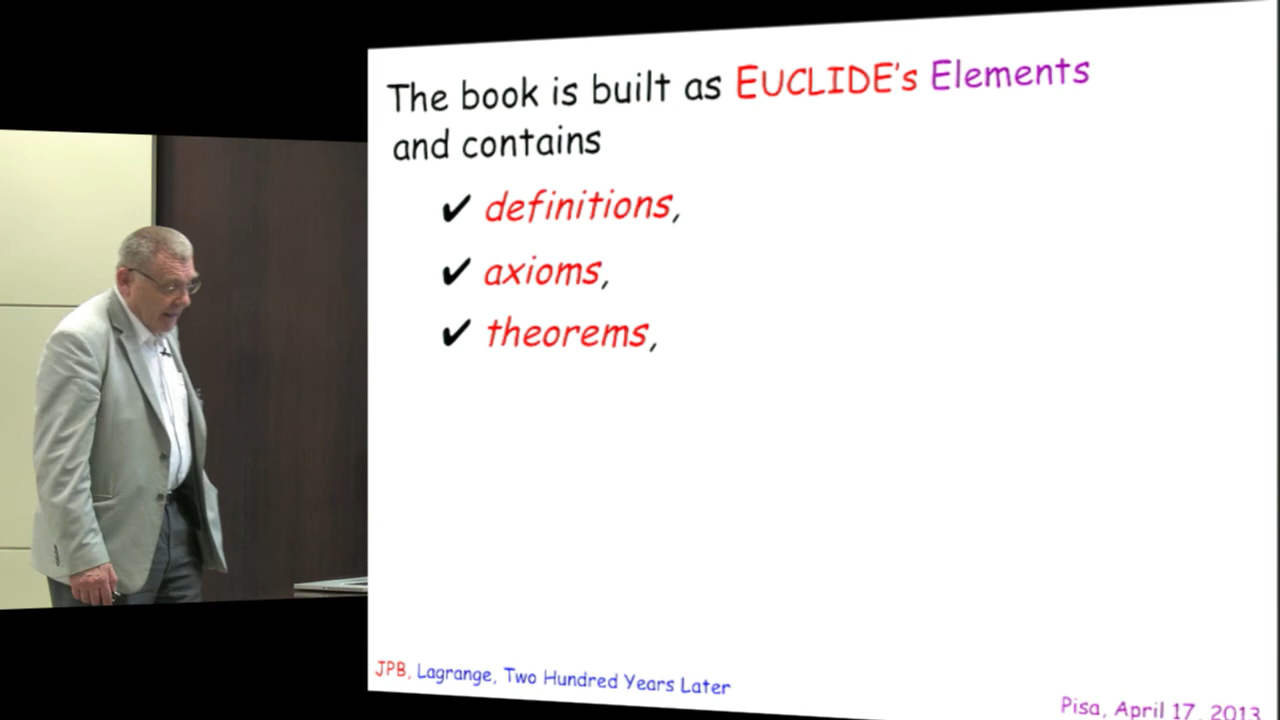 The book is built as EUCLIDE's Elements
and contains
✔ definitions,
✔ axioms,
✔ theorems,
JPB, Lagrange, Two Hundred Years Later
Pisa, April 17, 2013